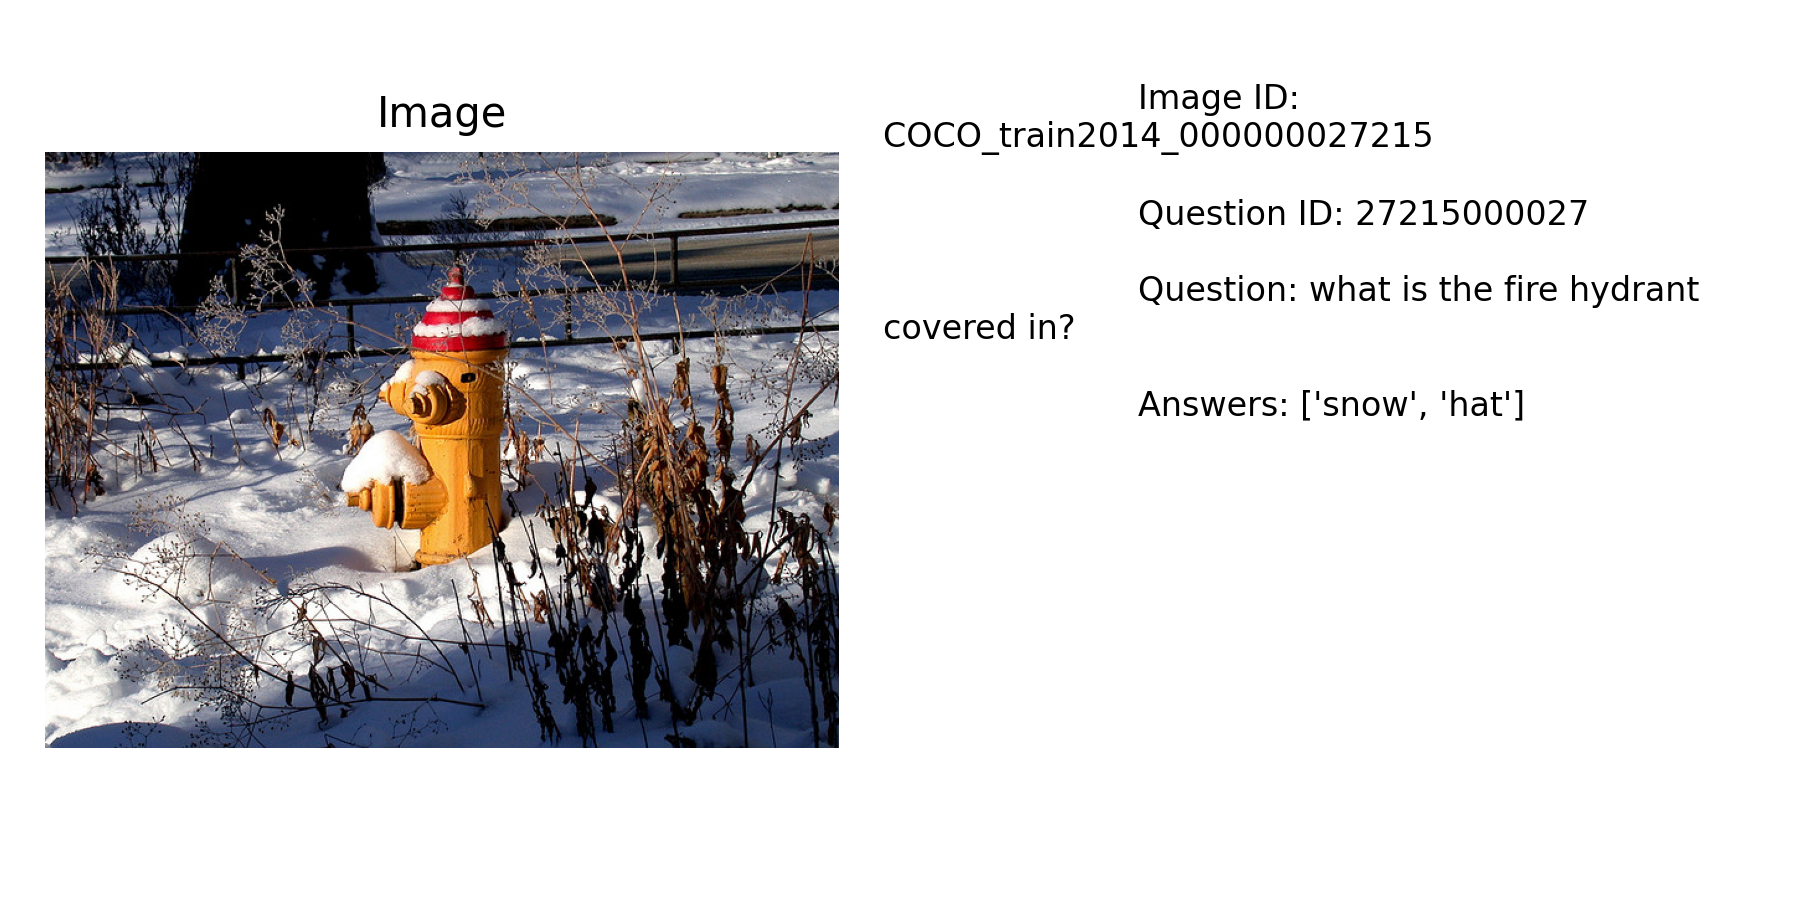 Image
Image ID:
COCO_train2014_000000027215
Question ID: 27215000027
Question: what is the fire hydrant
covered in?
Answers: ['snow', 'hat']